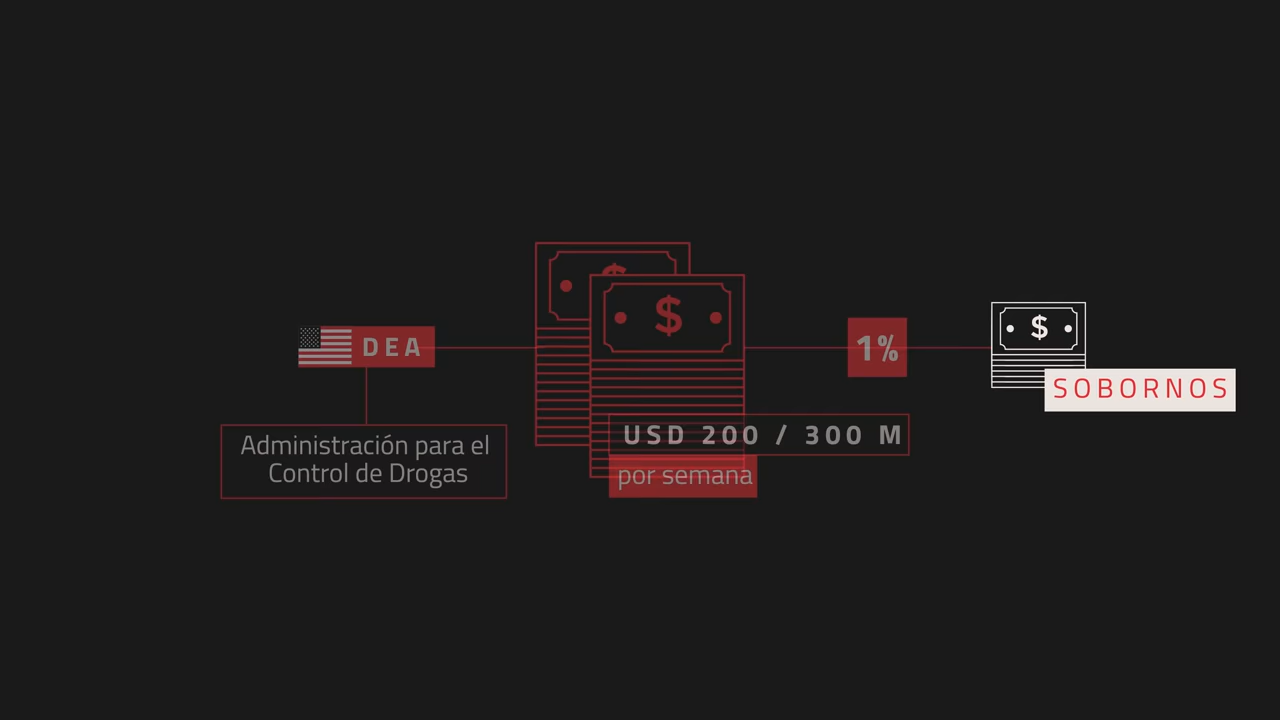 DEA
Administración para el
Control de Drogas
$
$
USD 200 / 300 M
por semana
1%
$
SOBORNOS